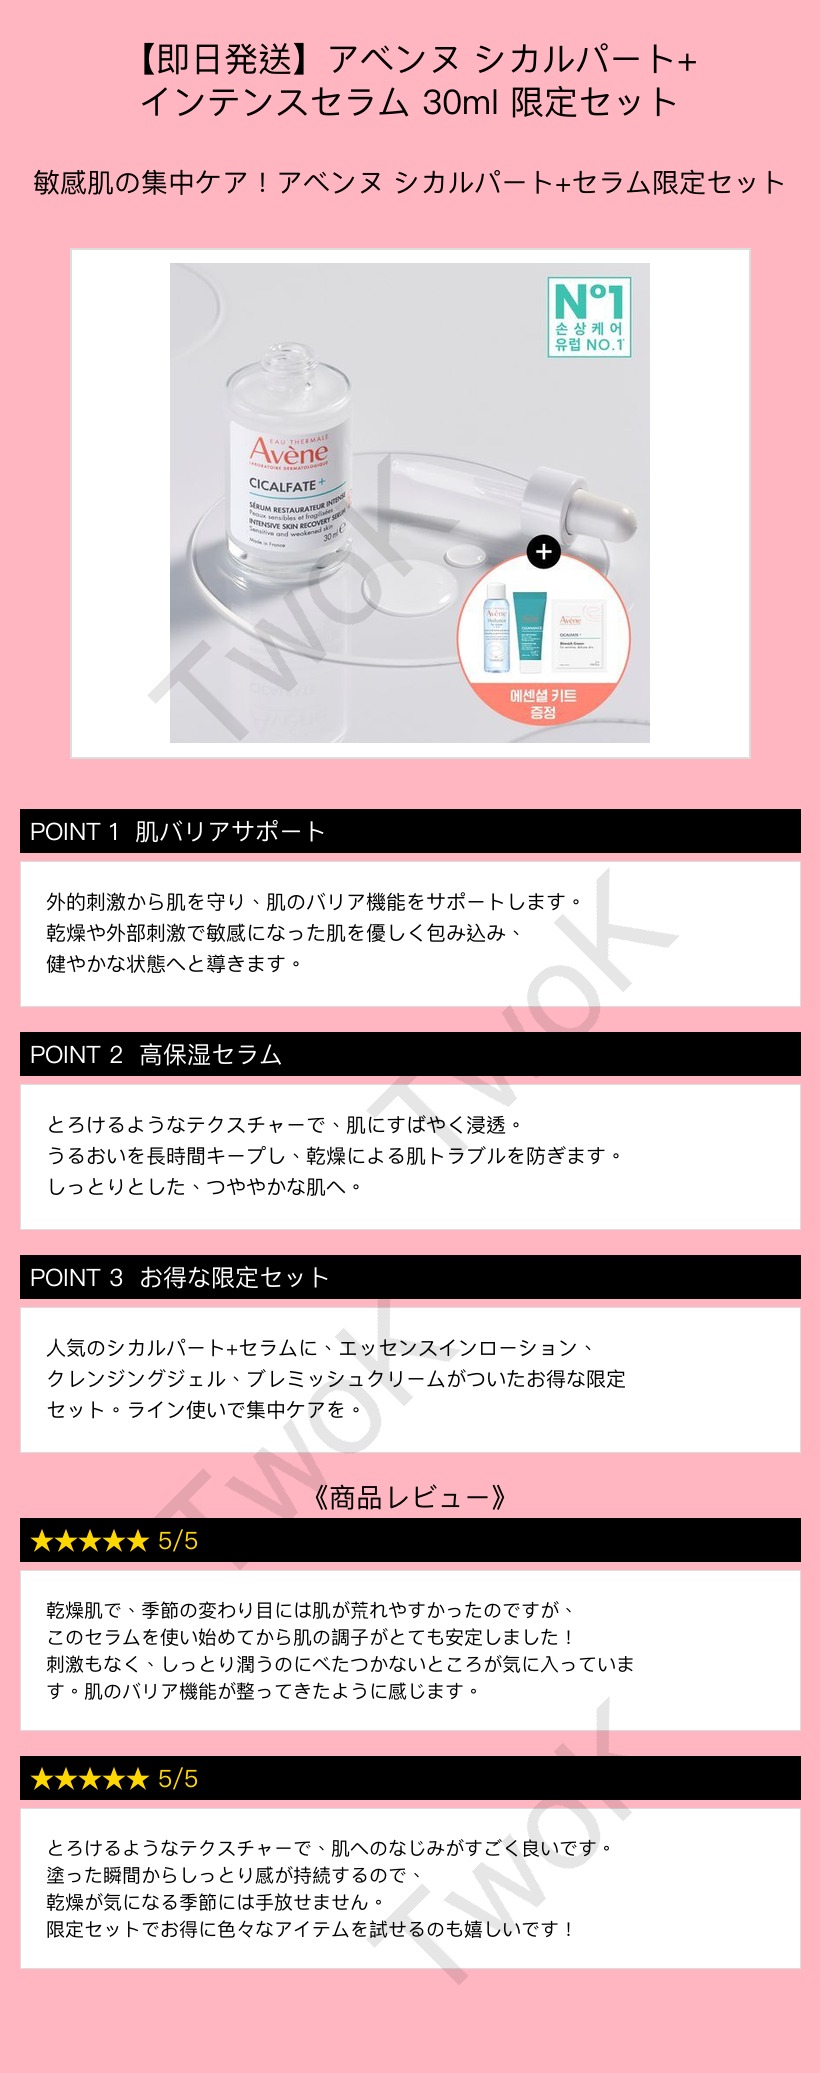 【即日発送】アベンヌ シカルパート+
インテンスセラム 30ml 限定セット
敏感肌の集中ケア！アベンヌ シカルパート+セラム限定セット
Nº1
손상케어
유럽 NO.1
EAU THERMALE
Avène
LABORATOIRE DERMATOLOGIQUE
CICALFATE+
SÉRUM RESTAURATEUR INTENSE
Peaux sensibles et fragilisées
INTENSIVE SKIN RECOVERY SERUM
Sensitive and weakened skin
Made in France
30 ml e
+
Avène
Avène
CLEANANCE
CICALFATE+
에센셜 키트
증정
TwoK
POINT 1 肌バリアサポート
外的刺激から肌を守り、肌のバリア機能をサポートします。
乾燥や外部刺激で敏感になった肌を優しく包み込み、
健やかな状態へと導きます。
TwoK
POINT 2 高保湿セラム
とろけるようなテクスチャーで、肌にすばやく浸透。
うるおいを長時間キープし、乾燥による肌トラブルを防ぎます。
しっとりとした、つややかな肌へ。
POINT 3 お得な限定セット
人気のシカルパート+セラムに、エッセンスインローション、
クレンジングジェル、ブレミッシュクリームがついたお得な限定
セット。ライン使いで集中ケアを。
TwoK
《商品レビュー》
★★★★★ 5/5
乾燥肌で、季節の変わり目には肌が荒れやすかったのですが、
このセラムを使い始めてから肌の調子がとても安定しました！
刺激もなく、しっとり潤うのにべたつかないところが気に入っていま
す。肌のバリア機能が整ってきたように感じます。
★★★★★ 5/5
とろけるようなテクスチャーで、肌へのなじみがすごく良いです。
塗った瞬間からしっとり感が持続するので、
乾燥が気になる季節には手放せません。
限定セットでお得に色々なアイテムを試せるのも嬉しいです！
TwoK